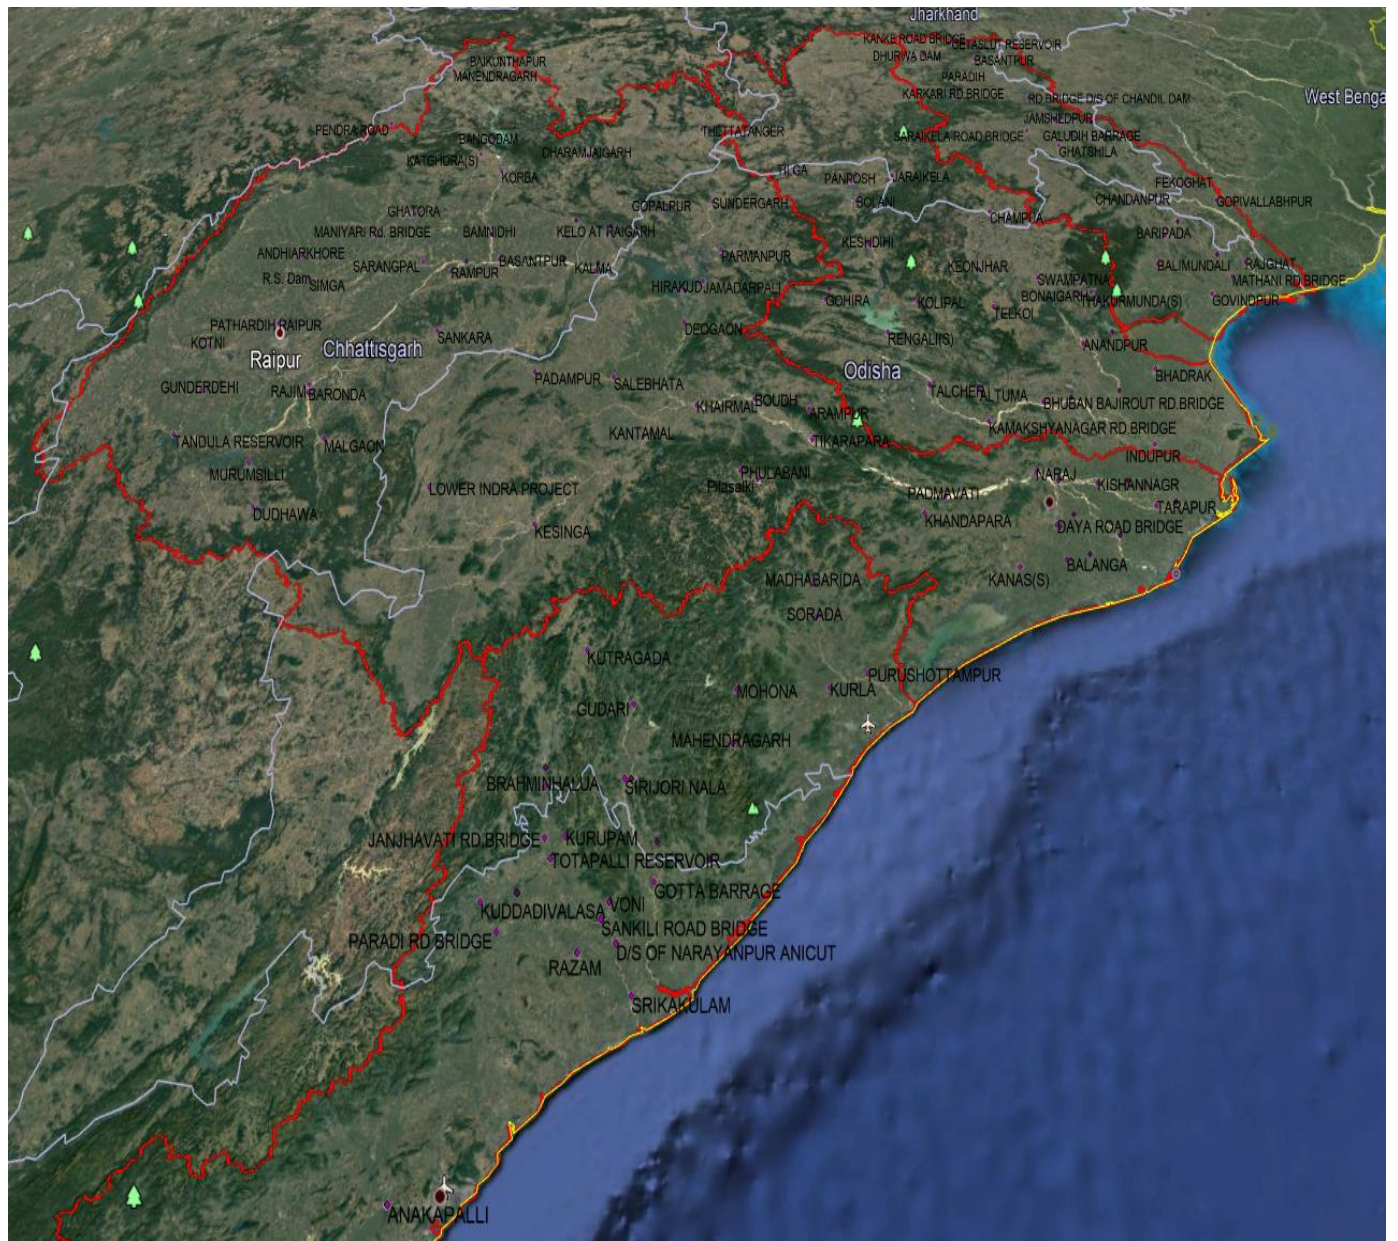 Jharkhand
KANKE ROAD BRIDGE
GETASLUT RESERVOIR
DHURWA DAM
BASANTPUR
BAIKUNTHAPUR
MANENDRAGARH
PARADIH
KARKARI RD.BRIDGE
RD.BRIDGE D/S OF CHANDIL DAM
West Benga
JAMSHEDPUR
PENDRA ROAD
THETTATANGER
SARAIKELA ROAD BRIDGE
GALUDIH BARRAGE
GHATSHILA
BANGODAM
DHARAMJAIGARH
KATGHORA(S)
KORBA
TILGA
PANPOSH
JARAIKELA
FEKOGHAT
CHANDANPUR
GOPIVALLABHPUR
GHATORA
GOPALPUR
SUNDERGARH
BOLANI
CHAMPUA
MANIYARI Rd. BRIDGE
BAMNIDHI
KELO AT RAIGARH
KESHDIHI
BARIPADA
ANDHIARKHORE
SARANGPAL
RAMPUR
BASANTPUR
KALMA
PARMANPUR
KEONJHAR
BALIMUNDALI
RAJGHAT
R.S. Dam
SIMGA
HIRAKUD
JAMADARPALI
SWAMPATNA
MATHANI RD BRIDGE
GOHIRA
KOLIPAL
TELKOI
BONAIGARH
THAKURMUNDA(S)
GOVINDPUR
PATHARDIH
RAIPUR
KOTNI
SANKARA
DEOGAON
RENGALI(S)
ANANDPUR
Raipur
Chhattisgarh
Odisha
GUNDERDEHI
RAJIM
BARONDA
PADAMPUR
SALEBHATA
TALCHER
ALTUMA
BHADRAK
KHAIRMAL
BOUDH
ARAMPUR
BHUBAN BAJIROUT RD.BRIDGE
KAMAKSHYANAGAR RD.BRIDGE
TANDULA RESERVOIR
MALGAON
KANTAMAL
TIKARAPARA
INDUPUR
MURUMSILLI
LOWER INDRA PROJECT
PHULABANI
Pilasalki
NARAJ
KISHANNAGR
PADMAVATI
DUDHAWA
KHANDAPARA
TARAPUR
KESINGA
DAYA ROAD BRIDGE
BALANGA
KANAS(S)
MADHABARIDA
SORADA
KUTRAGADA
PURUSHOTTAMPUR
MOHONA
KURLA
GUDARI
MAHENDRAGARH
BRAHMINHALUA
SIRIJORI NALA
JANJHAVATI RD.BRIDGE
KURUPAM
TOTAPALLI RESERVOIR
GOTTA BARRAGE
KUDDADIVALASA
VONI
SANKILI ROAD BRIDGE
PARADI RD BRIDGE
D/S OF NARAYANPUR ANICUT
RAZAM
SRIKAKULAM
ANAKAPALLI